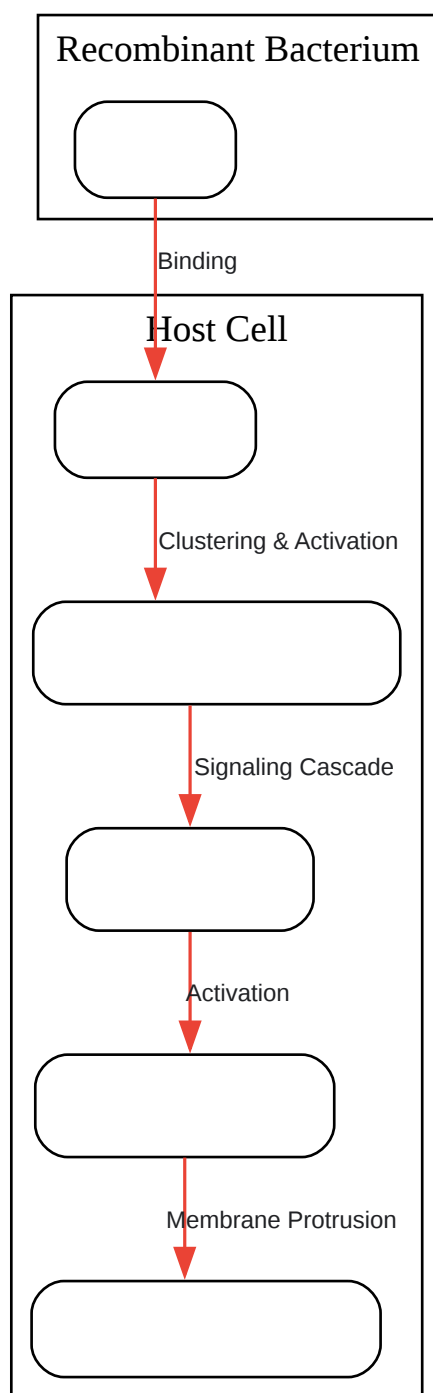 Recombinant Bacterium
Binding
Host Cell
Clustering & Activation
Signaling Cascade
Activation
Membrane Protrusion